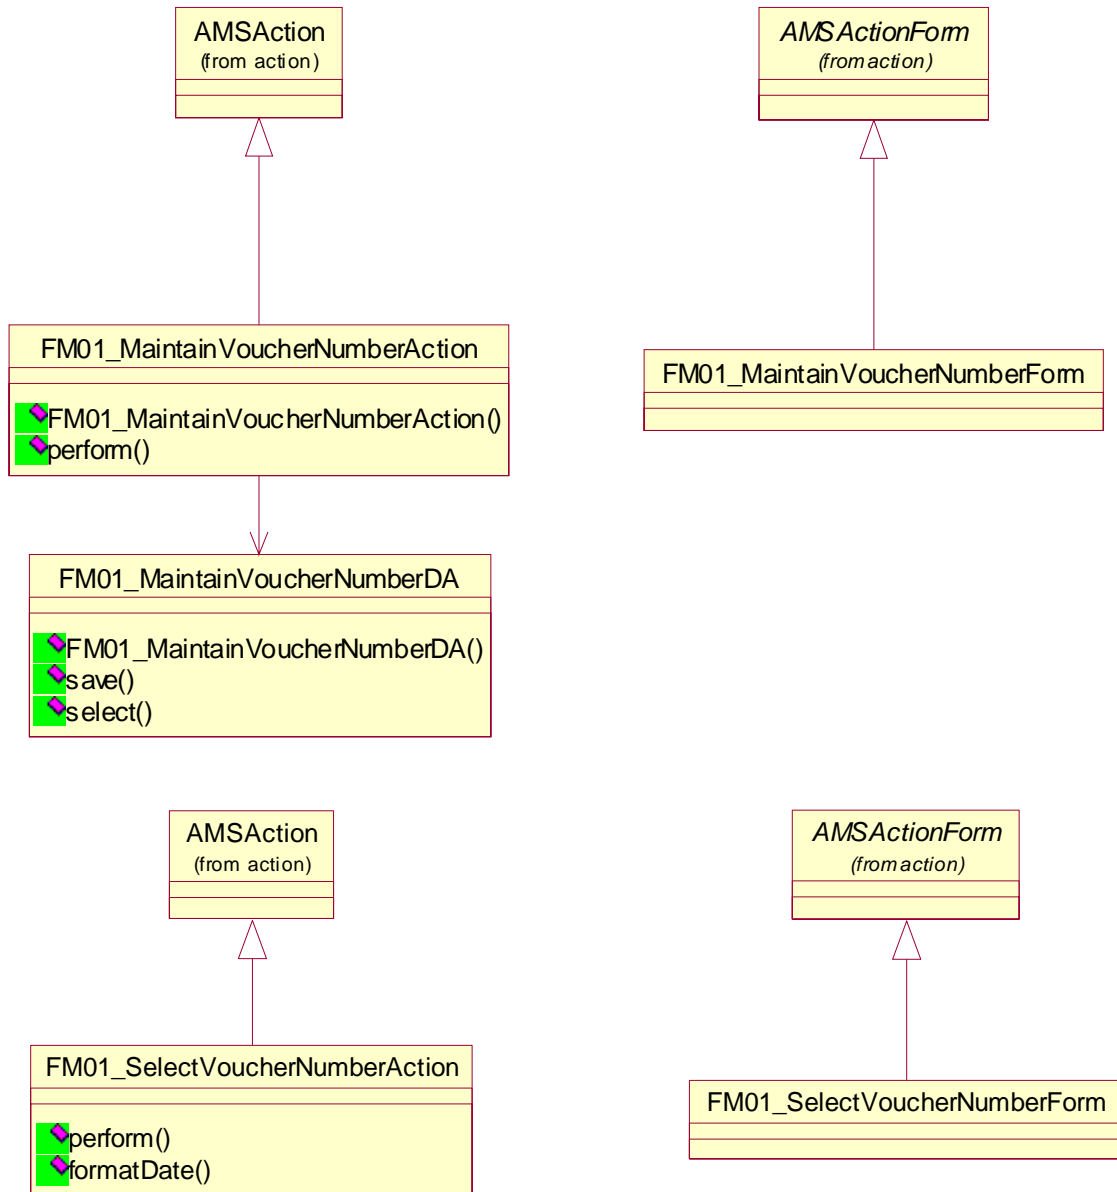 AMSAction
(from action)
AMSActionForm
(from action)
FM01_MaintainVoucherNumberAction
FM01_MaintainVoucherNumberAction()
perform()
FM01_MaintainVoucherNumberForm
FM01_MaintainVoucherNumberDA
FM01_MaintainVoucherNumberDA()
save()
select()
AMSAction
(from action)
AMSActionForm
(from action)
FM01_SelectVoucherNumberAction
perform()
formatDate()
FM01_SelectVoucherNumberForm